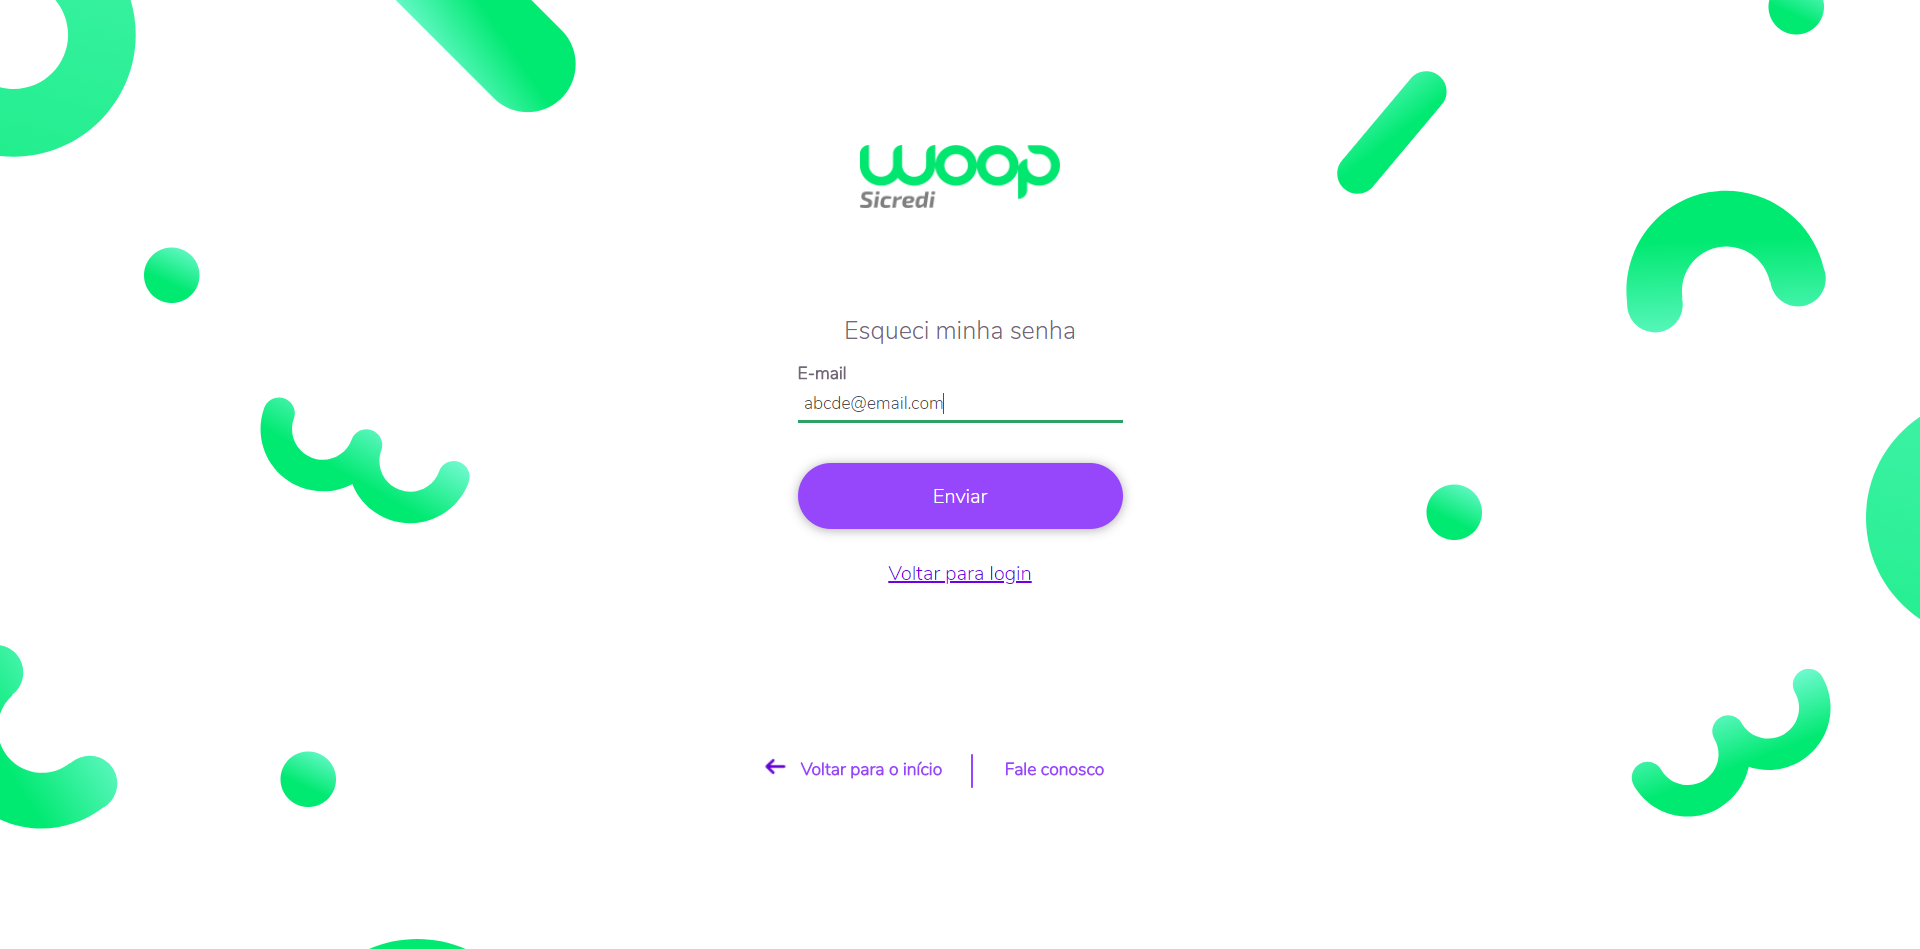 woop
Sicredi
Esqueci minha senha
E-mail
abcde@email.com
Enviar
Voltar para login
Voltar para o início
Fale conosco